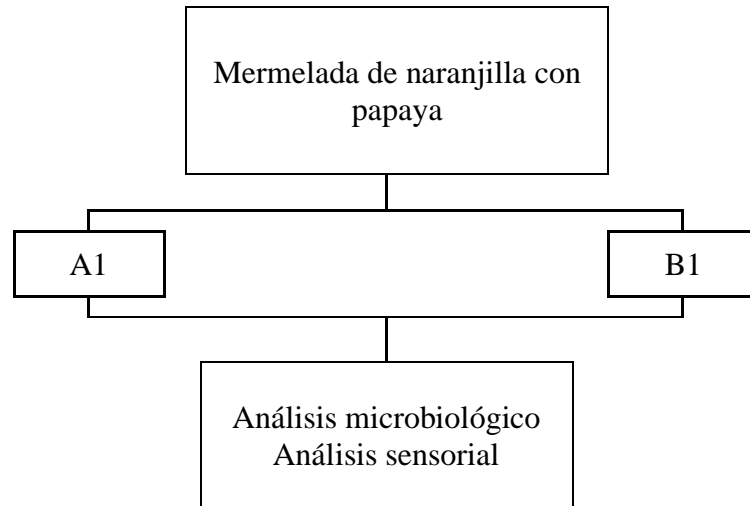 Mermelada de naranjilla con
papaya
A1
B1
Análisis microbiológico
Análisis sensorial